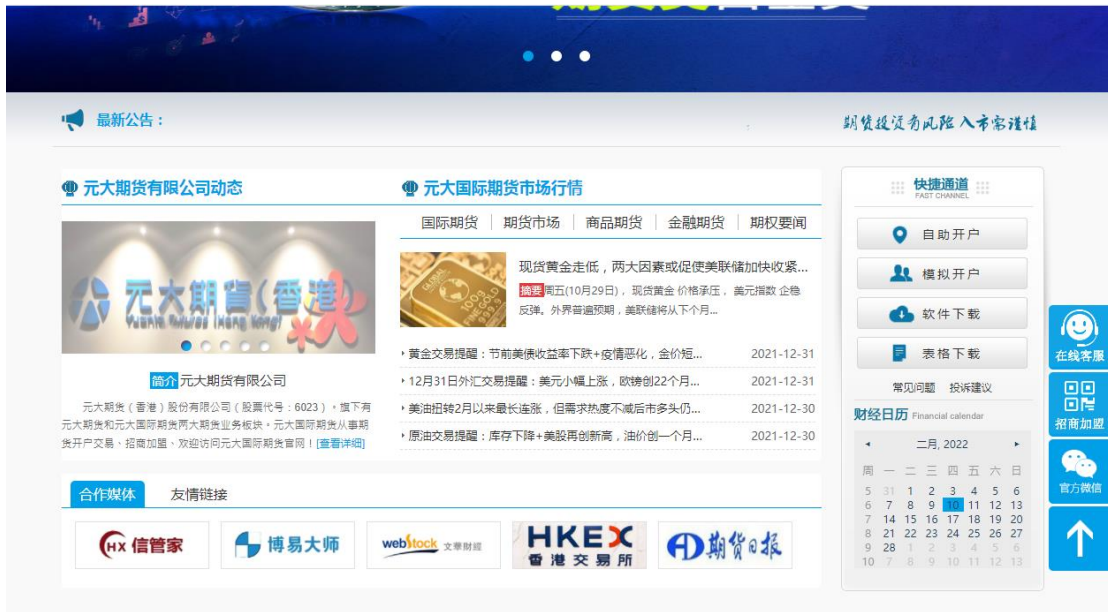 最新公告：
期货投资有风险 入市需谨慎
元大期货有限公司动态
元大期貨(香港)
Yuanta Futures (Hong Kong)
简介 元大期货有限公司
元大期货（香港）股份有限公司（股票代号：6023），旗下有
元大期货和元大国际期货两大期货业务板块。元大国际期货从事期
货开户交易、招商加盟、欢迎访问元大国际期货官网！[查看详细]
元大国际期货市场行情
国际期货 期货市场 商品期货 金融期货 期权要闻
GLOBAL
FINE GOLD
999.9
现货黄金走低，两大因素或促使美联储加快收紧...
摘要 周五(10月29日)，现货黄金 价格承压， 美元指数 企稳
反弹。外界普遍预期，美联储将从下个月...
黄金交易提醒：节前美债收益率下跌+疫情恶化，金价短... 2021-12-31
12月31日外汇交易提醒：美元小幅上涨，欧镑创22个月... 2021-12-31
美油扭转2月以来最长连涨，但需求热度不减后市多头仍... 2021-12-30
原油交易提醒：库存下降+美股再创新高，油价创一个月... 2021-12-30
合作媒体 友情链接
HX 信管家
博易大师
webstock 文華财經
HKEX
香港交易所
期货日报
快捷通道
FAST CHANNEL
自助开户
模拟开户
软件下载
表格下载
常见问题 投诉建议
财经日历 Financial calendar
二月, 2022
周 一 二 三 四 五 六 日
5 31 1 2 3 4 5 6
6 7 8 9 10 11 12 13
7 14 15 16 17 18 19 20
8 21 22 23 24 25 26 27
9 28 1 2 3 4 5 6
10 7 8 9 10 11 12 13
在线客服
招商加盟
官方微信